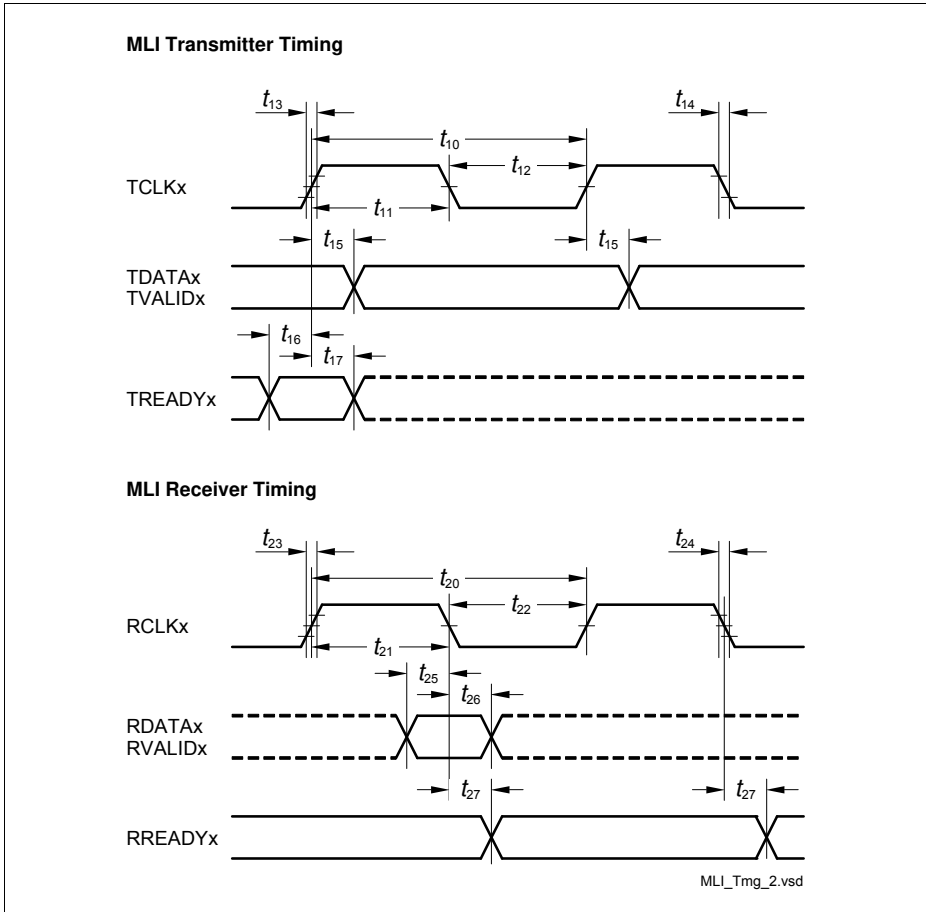 MLI Transmitter Timing
t13
t14
t10
t12
TCLKx
t11
t15
t15
TDATAx
TVALIDx
t16
t17
TREADYx
MLI Receiver Timing
t23
t24
t20
t22
RCLKx
t21
t25
t26
RDATAx
RVALIDx
t27
t27
RREADYx
MLI_Tmg_2.vsd